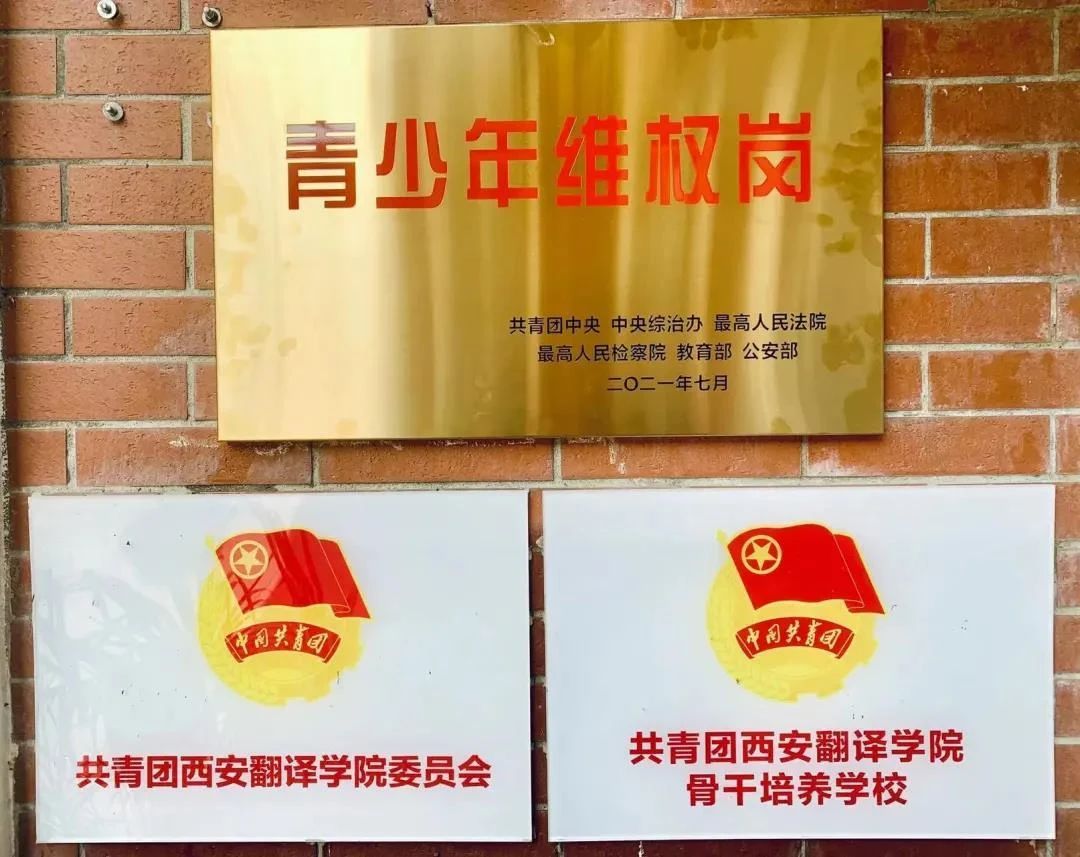 青少年维权岗
共青团中央 中央综治办 最高人民法院
最高人民检察院 教育部 公安部
二〇二一年七月
中国共青团
共青团西安翻译学院委员会
中国共青团
共青团西安翻译学院
骨干培养学校